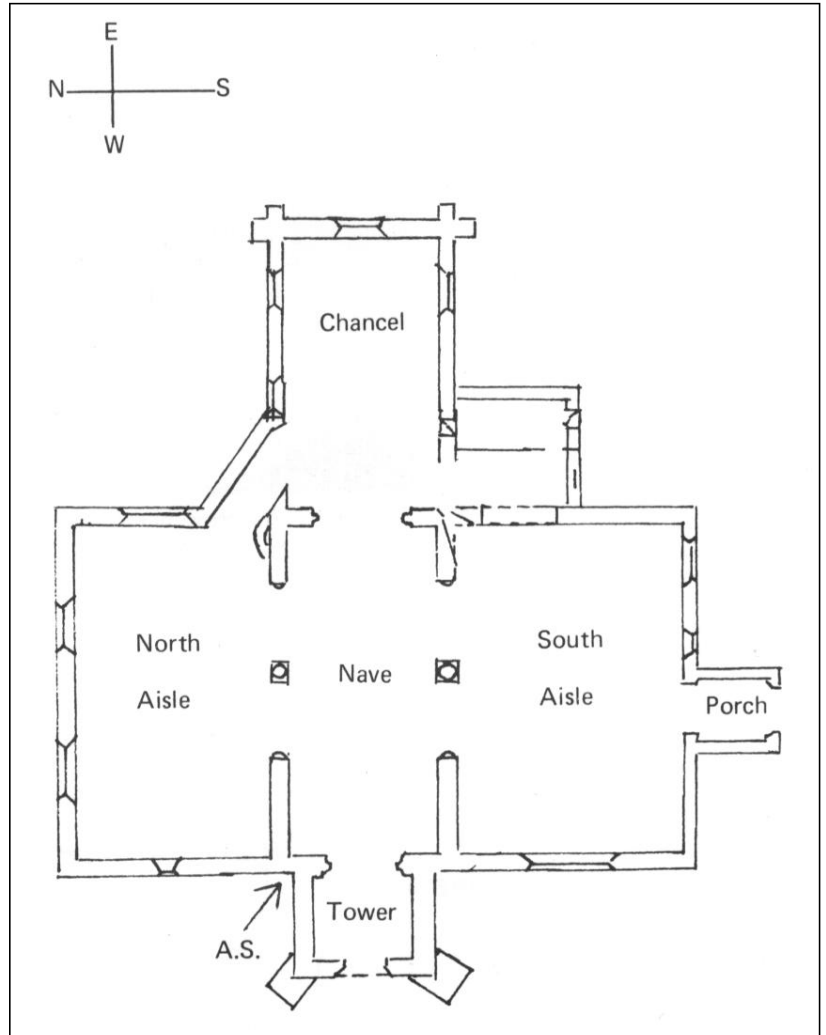 E
N S
W
Chancel
North
Aisle
Nave
South
Aisle
Porch
Tower
A.S.